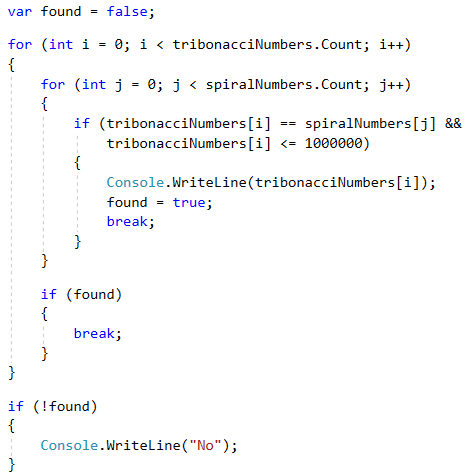 var found = false;
for (int i = 0; i < tribonacciNumbers.Count; i++)
{
    for (int j = 0; j < spiralNumbers.Count; j++)
    {
        if (tribonacciNumbers[i] == spiralNumbers[j] &&
            tribonacciNumbers[i] <= 1000000)
        {
            Console.WriteLine(tribonacciNumbers[i]);
            found = true;
            break;
        }
    }
    if (found)
    {
        break;
    }
}
if (!found)
{
    Console.WriteLine("No");
}